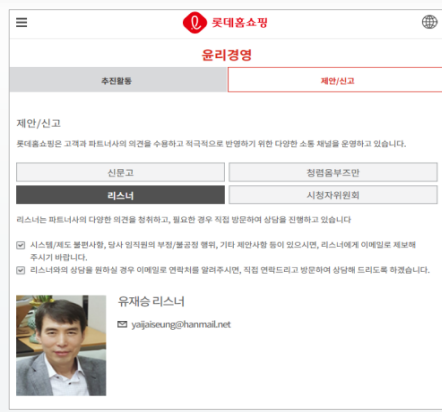 롯데홈쇼핑
윤리경영
추진활동
제안/신고
제안/신고
롯데홈쇼핑은 고객과 파트너사의 의견을 수용하고 적극적으로 반영하기 위한 다양한 소통 채널을 운영하고 있습니다.
신문고
청렴옴부즈만
리스너
시청자위원회
리스너는 파트너사의 다양한 의견을 청취하고, 필요한 경우 직접 방문하여 상담을 진행하고 있습니다
시스템/제도 불편사항, 당사 임직원의 부정/불공정 행위, 기타 제안사항 등이 있으시면, 리스너에게 이메일로 제보해
주시기 바랍니다.
리스너와의 상담을 원하실 경우 이메일로 연락처를 알려주시면, 직접 연락드리고 방문하여 상담해 드리도록 하겠습니다.
유재승 리스너
yaijaiseung@hanmail.net